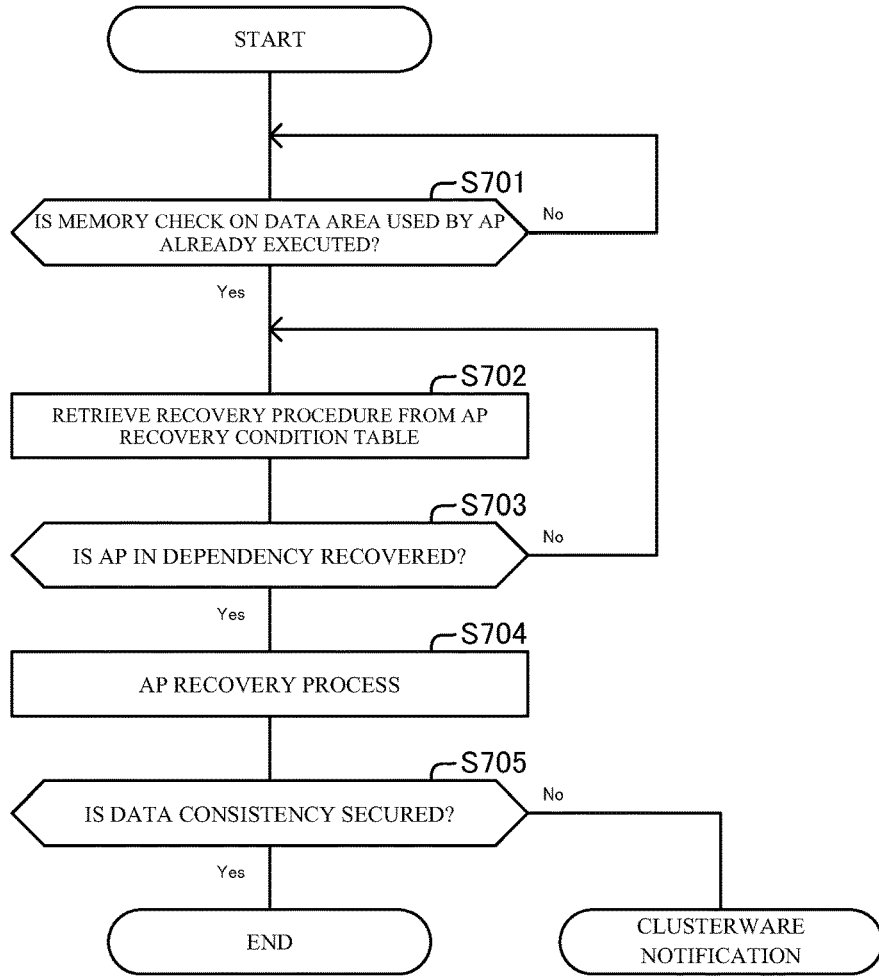 START
S701
IS MEMORY CHECK ON DATA AREA USED BY AP
ALREADY EXECUTED?
No
Yes
S702
RETRIEVE RECOVERY PROCEDURE FROM AP
RECOVERY CONDITION TABLE
S703
IS AP IN DEPENDENCY RECOVERED?
No
Yes
S704
AP RECOVERY PROCESS
S705
IS DATA CONSISTENCY SECURED?
No
Yes
END
CLUSTERWARE
NOTIFICATION